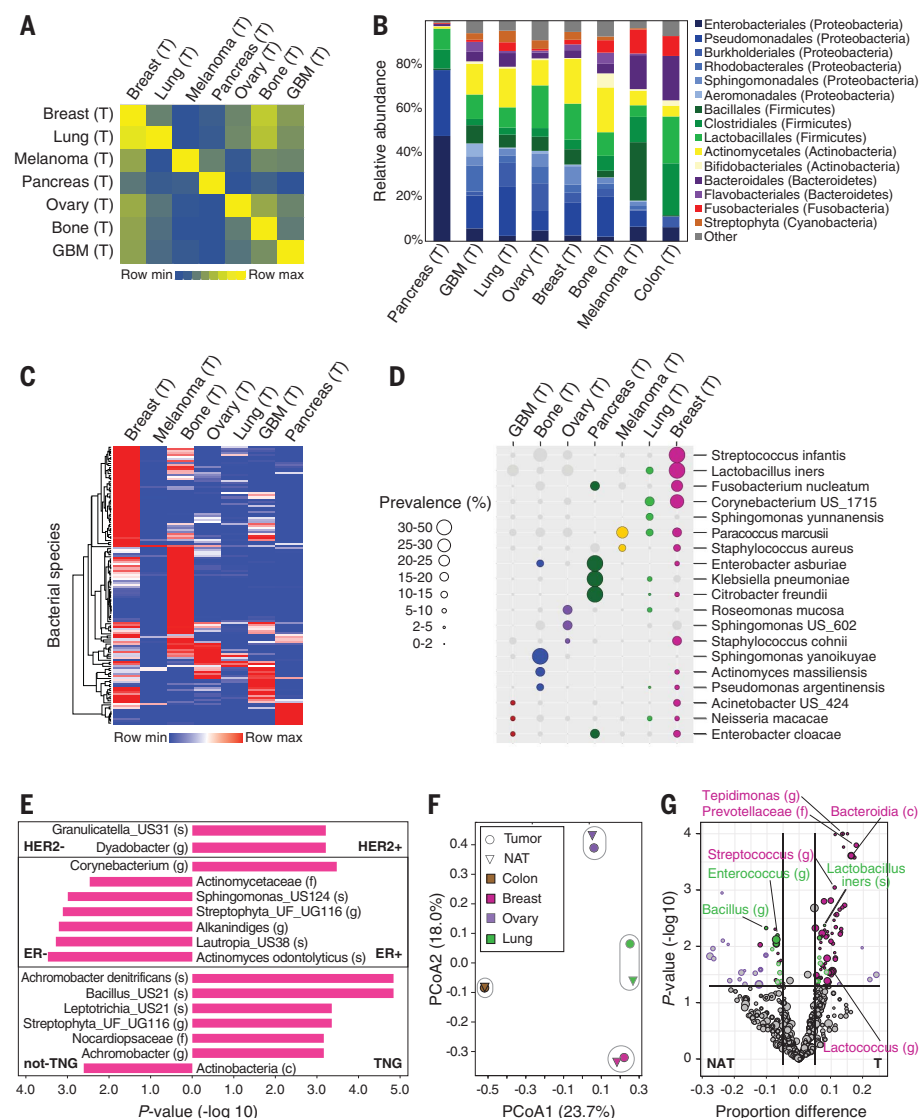 A
Breast (T)
Lung (T)
Melanoma (T)
Pancreas (T)
Ovary (T)
Bone (T)
GBM (T)
Breast (T)
Lung (T)
Melanoma (T)
Pancreas (T)
Ovary (T)
Bone (T)
GBM (T)
Row min
Row max
B
Relative abundance
80%
60%
40%
20%
0%
Pancreas (T)
GBM (T)
Lung (T)
Ovary (T)
Breast (T)
Bone (T)
Melanoma (T)
Colon (T)
Enterobacteriales (Proteobacteria)
Pseudomonadales (Proteobacteria)
Burkholderiales (Proteobacteria)
Rhodobacterales (Proteobacteria)
Sphingomonadales (Proteobacteria)
Aeromonadales (Proteobacteria)
Bacillales (Firmicutes)
Clostridiales (Firmicutes)
Lactobacillales (Firmicutes)
Actinomycetales (Actinobacteria)
Bifidobacteriales (Actinobacteria)
Bacteroidales (Bacteroidetes)
Flavobacteriales (Bacteroidetes)
Fusobacteriales (Fusobacteria)
Streptophyta (Cyanobacteria)
Other
C
Breast (T)
Melanoma (T)
Bone (T)
Ovary (T)
Lung (T)
GBM (T)
Pancreas (T)
Bacterial species
Row min
Row max
D
GBM (T)
Bone (T)
Ovary (T)
Pancreas (T)
Melanoma (T)
Lung (T)
Breast (T)
Prevalence (%)
30-50
25-30
20-25
15-20
10-15
5-10
2-5
0-2
Streptococcus infantis
Lactobacillus iners
Fusobacterium nucleatum
Corynebacterium US_1715
Sphingomonas yunnanensis
Paracoccus marcusii
Staphylococcus aureus
Enterobacter asburiae
Klebsiella pneumoniae
Citrobacter freundii
Roseomonas mucosa
Sphingomonas US_602
Staphylococcus cohnii
Sphingomonas yanoikuyae
Actinomyces massiliensis
Pseudomonas argentinensis
Acinetobacter US_424
Neisseria macacae
Enterobacter cloacae
E
Granulicatella_US31 (s)
Dyadobacter (g)
HER2-
HER2+
Corynebacterium (g)
Actinomycetaceae (f)
Sphingomonas_US124 (s)
Streptophyta_UF_UG116 (g)
Alkanindiges (g)
Lautropia_US38 (s)
Actinomyces odontolyticus (s)
ER-
ER+
Achromobacter denitrificans (s)
Bacillus_US21 (s)
Leptotrichia_US21 (s)
Streptophyta_UF_UG116 (g)
Nocardiopsaceae (f)
Achromobacter (g)
Actinobacteria (c)
not-TNG
TNG
4.0 3.0 2.0 1.0 0.0 1.0 2.0 3.0 4.0 5.0
P-value (-log 10)
F
PCoA2 (18.0%)
0.4
0.2
0.0
-0.1
-0.3
Tumor
NAT
Colon
Breast
Ovary
Lung
-0.5 -0.2 0.1 0.3
PCoA1 (23.7%)
G
Tepidimonas (g)
Prevotellaceae (f)
Bacteroidia (c)
Streptococcus (g)
Enterococcus (g)
Lactobacillus
iners (s)
Bacillus (g)
Lactococcus (g)
P-value (-log10)
4
3
2
1
0
NAT
T
-0.3 -0.2 -0.1 0.0 0.1 0.2
Proportion difference